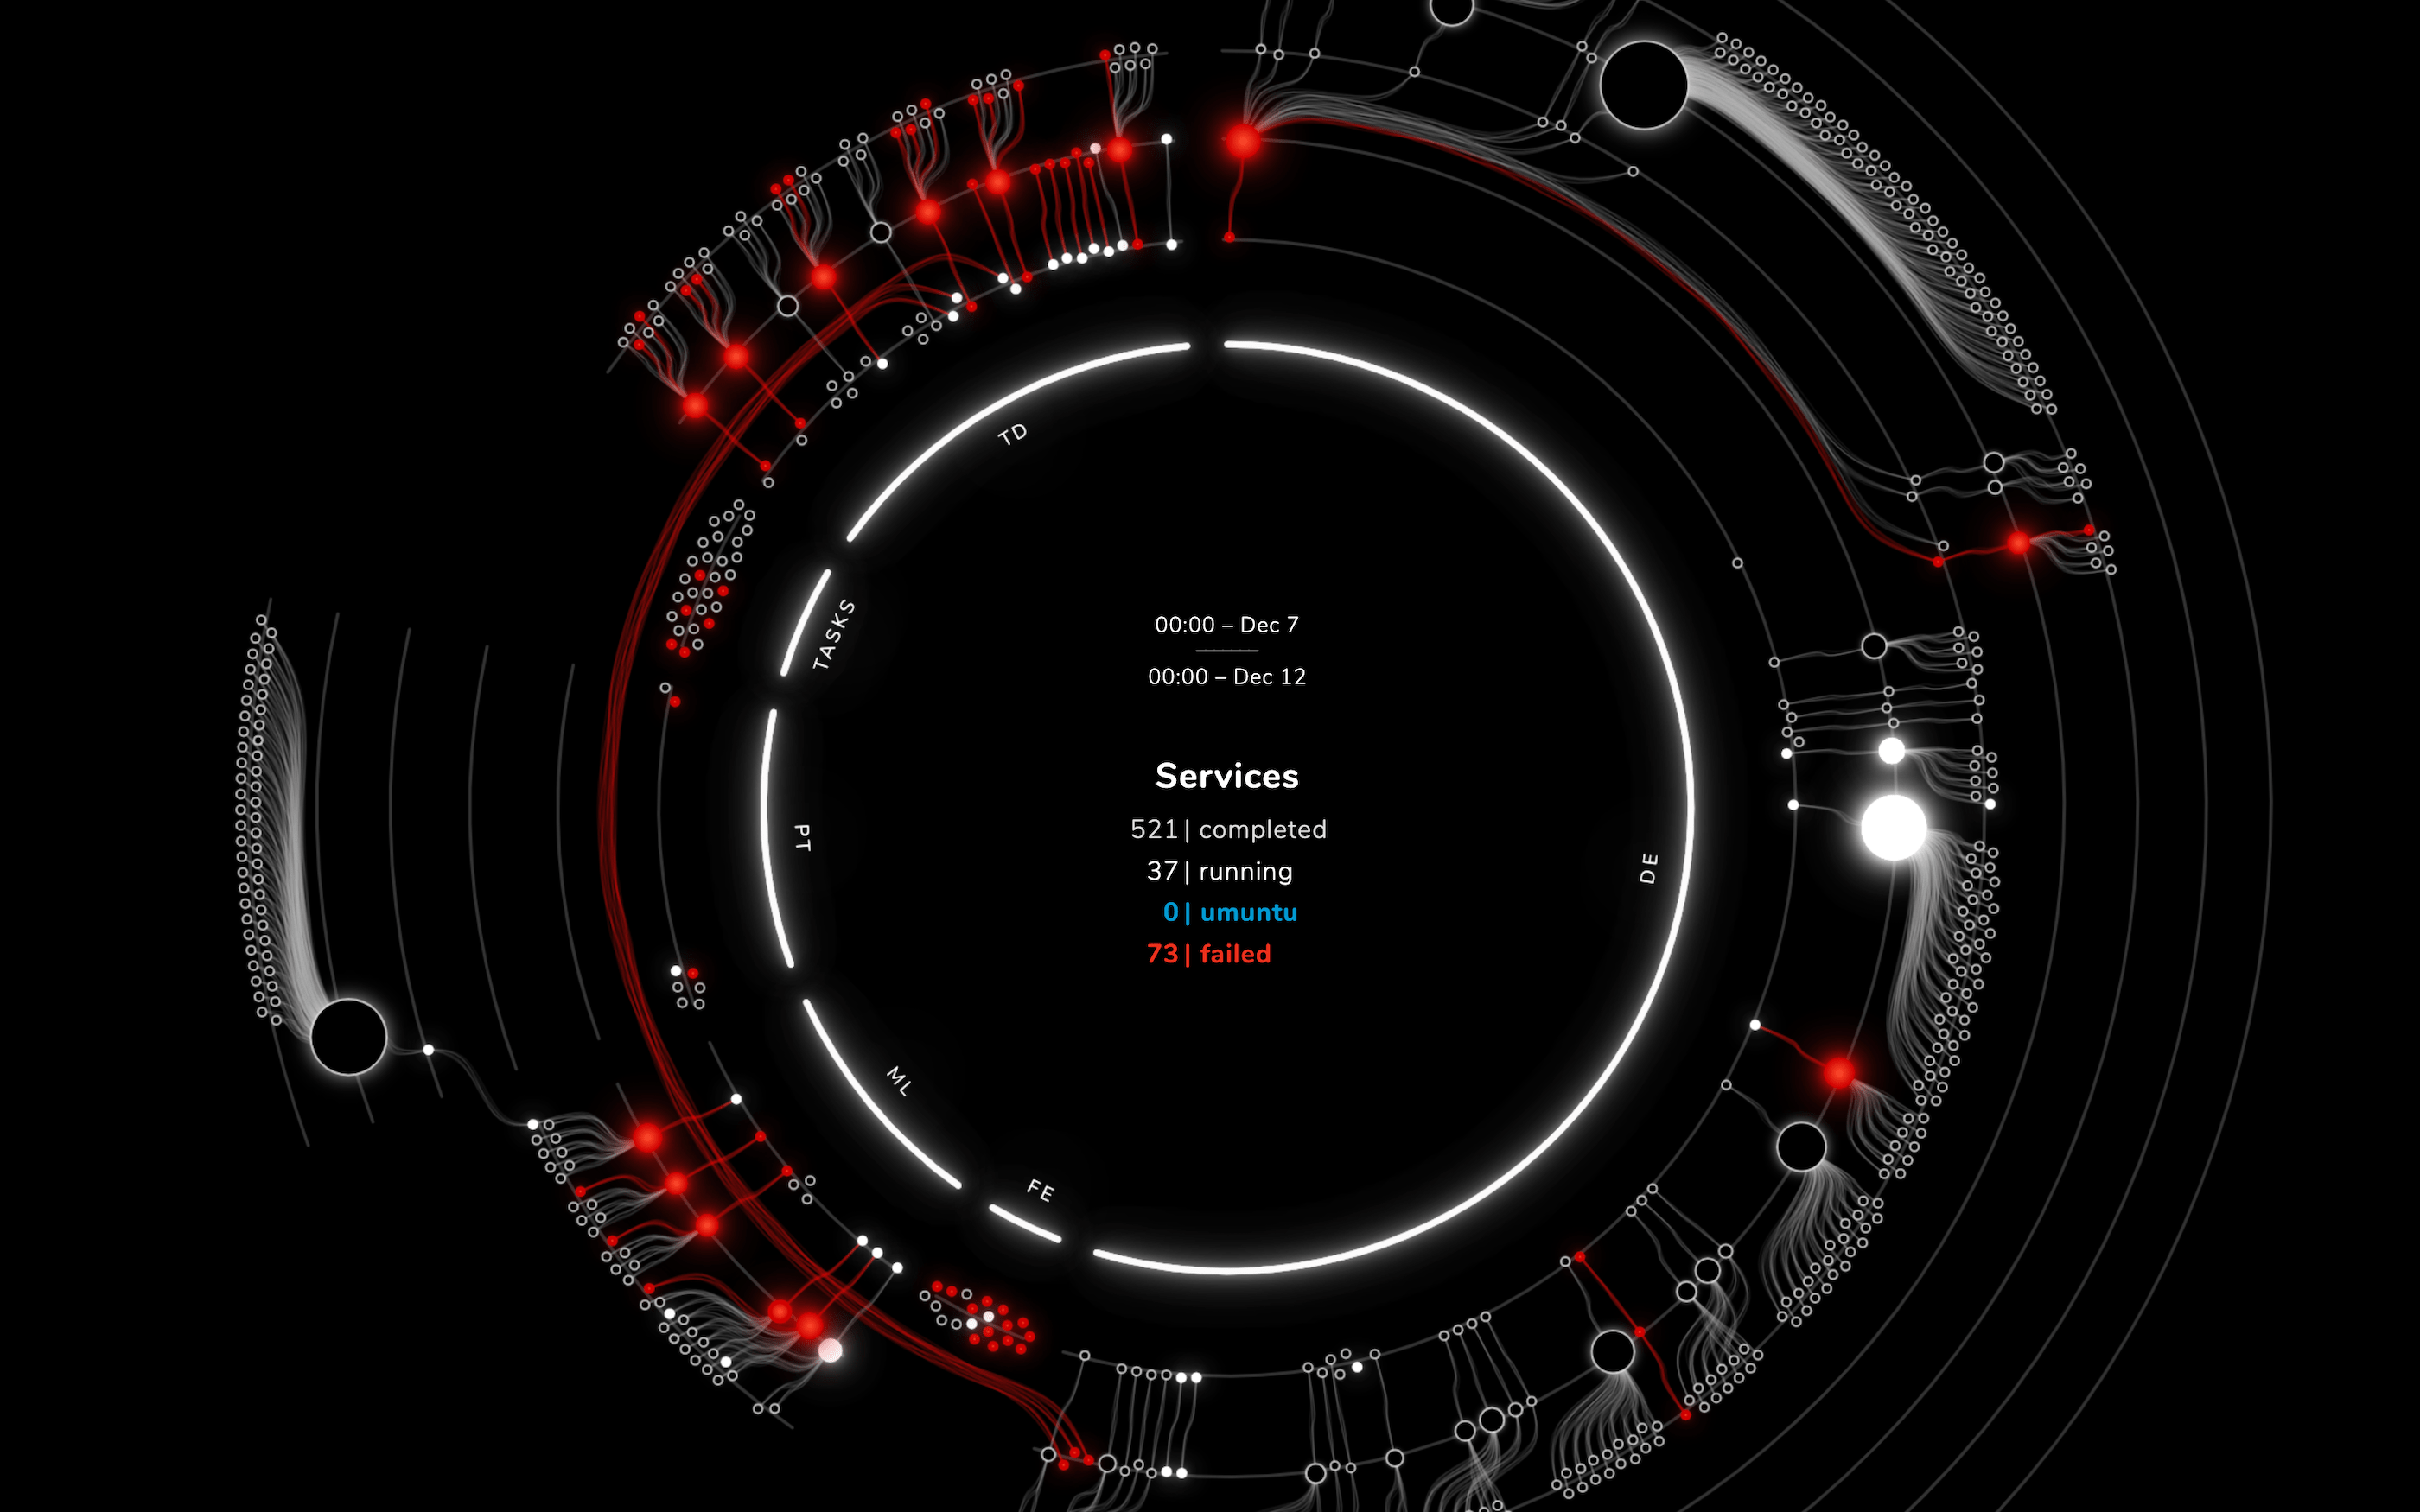 TD
TASKS
PT
ML
FE
DE
00:00 – Dec 7
00:00 – Dec 12
Services
521 | completed
37 | running
0 | umuntu
73 | failed